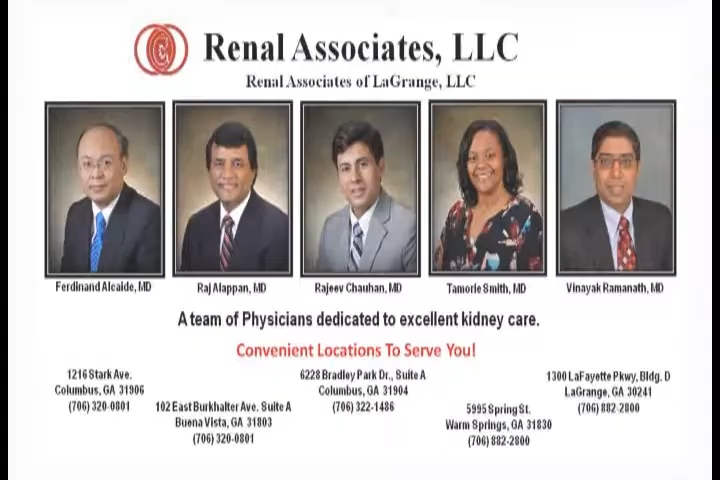 Renal Associates, LLC
Renal Associates of LaGrange, LLC
Ferdinand Alcaide, MD
Raj Alappan, MD
Rajeev Chauhan, MD
Tamorie Smith, MD
Vinayak Ramanath, MD
A team of Physicians dedicated to excellent kidney care.
Convenient Locations To Serve You!
1216 Stark Ave.
Columbus, GA 31906
(706) 320-0801
102 East Burkhalter Ave. Suite A
Buena Vista, GA 31803
(706) 320-0801
6228 Bradley Park Dr., Suite A
Columbus, GA 31904
(706) 322-1486
5995 Spring St.
Warm Springs, GA 31830
(706) 882-2800
1300 LaFayette Pkwy, Bldg. D
LaGrange, GA 30241
(706) 882-2800